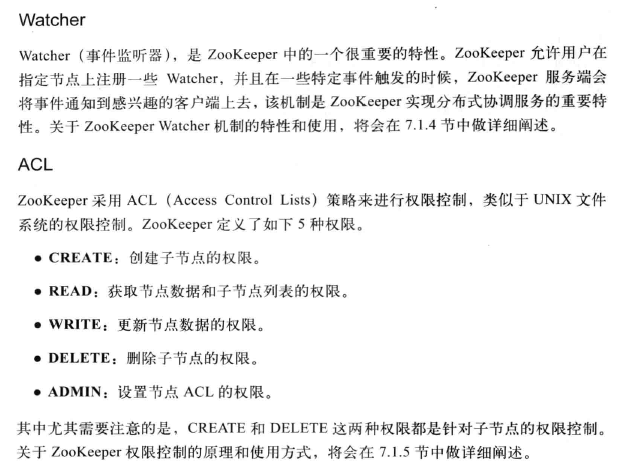 Watcher
Watcher（事件监听器），是 ZooKeeper 中的一个很重要的特性。ZooKeeper 允许用户在
指定节点上注册一些 Watcher，并且在一些特定事件触发的时候，ZooKeeper 服务端会
将事件通知到感兴趣的客户端上去，该机制是 ZooKeeper 实现分布式协调服务的重要特
性。关于 ZooKeeper Watcher 机制的特性和使用，将会在 7.1.4 节中做详细阐述。
ACL
ZooKeeper 采用 ACL（Access Control Lists）策略来进行权限控制，类似于 UNIX 文件
系统的权限控制。ZooKeeper 定义了如下 5 种权限。
● CREATE：创建子节点的权限。
● READ：获取节点数据和子节点列表的权限。
● WRITE：更新节点数据的权限。
● DELETE：删除子节点的权限。
● ADMIN：设置节点 ACL 的权限。
其中尤其需要注意的是，CREATE 和 DELETE 这两种权限都是针对子节点的权限控制。
关于 ZooKeeper 权限控制的原理和使用方式，将会在 7.1.5 节中做详细阐述。